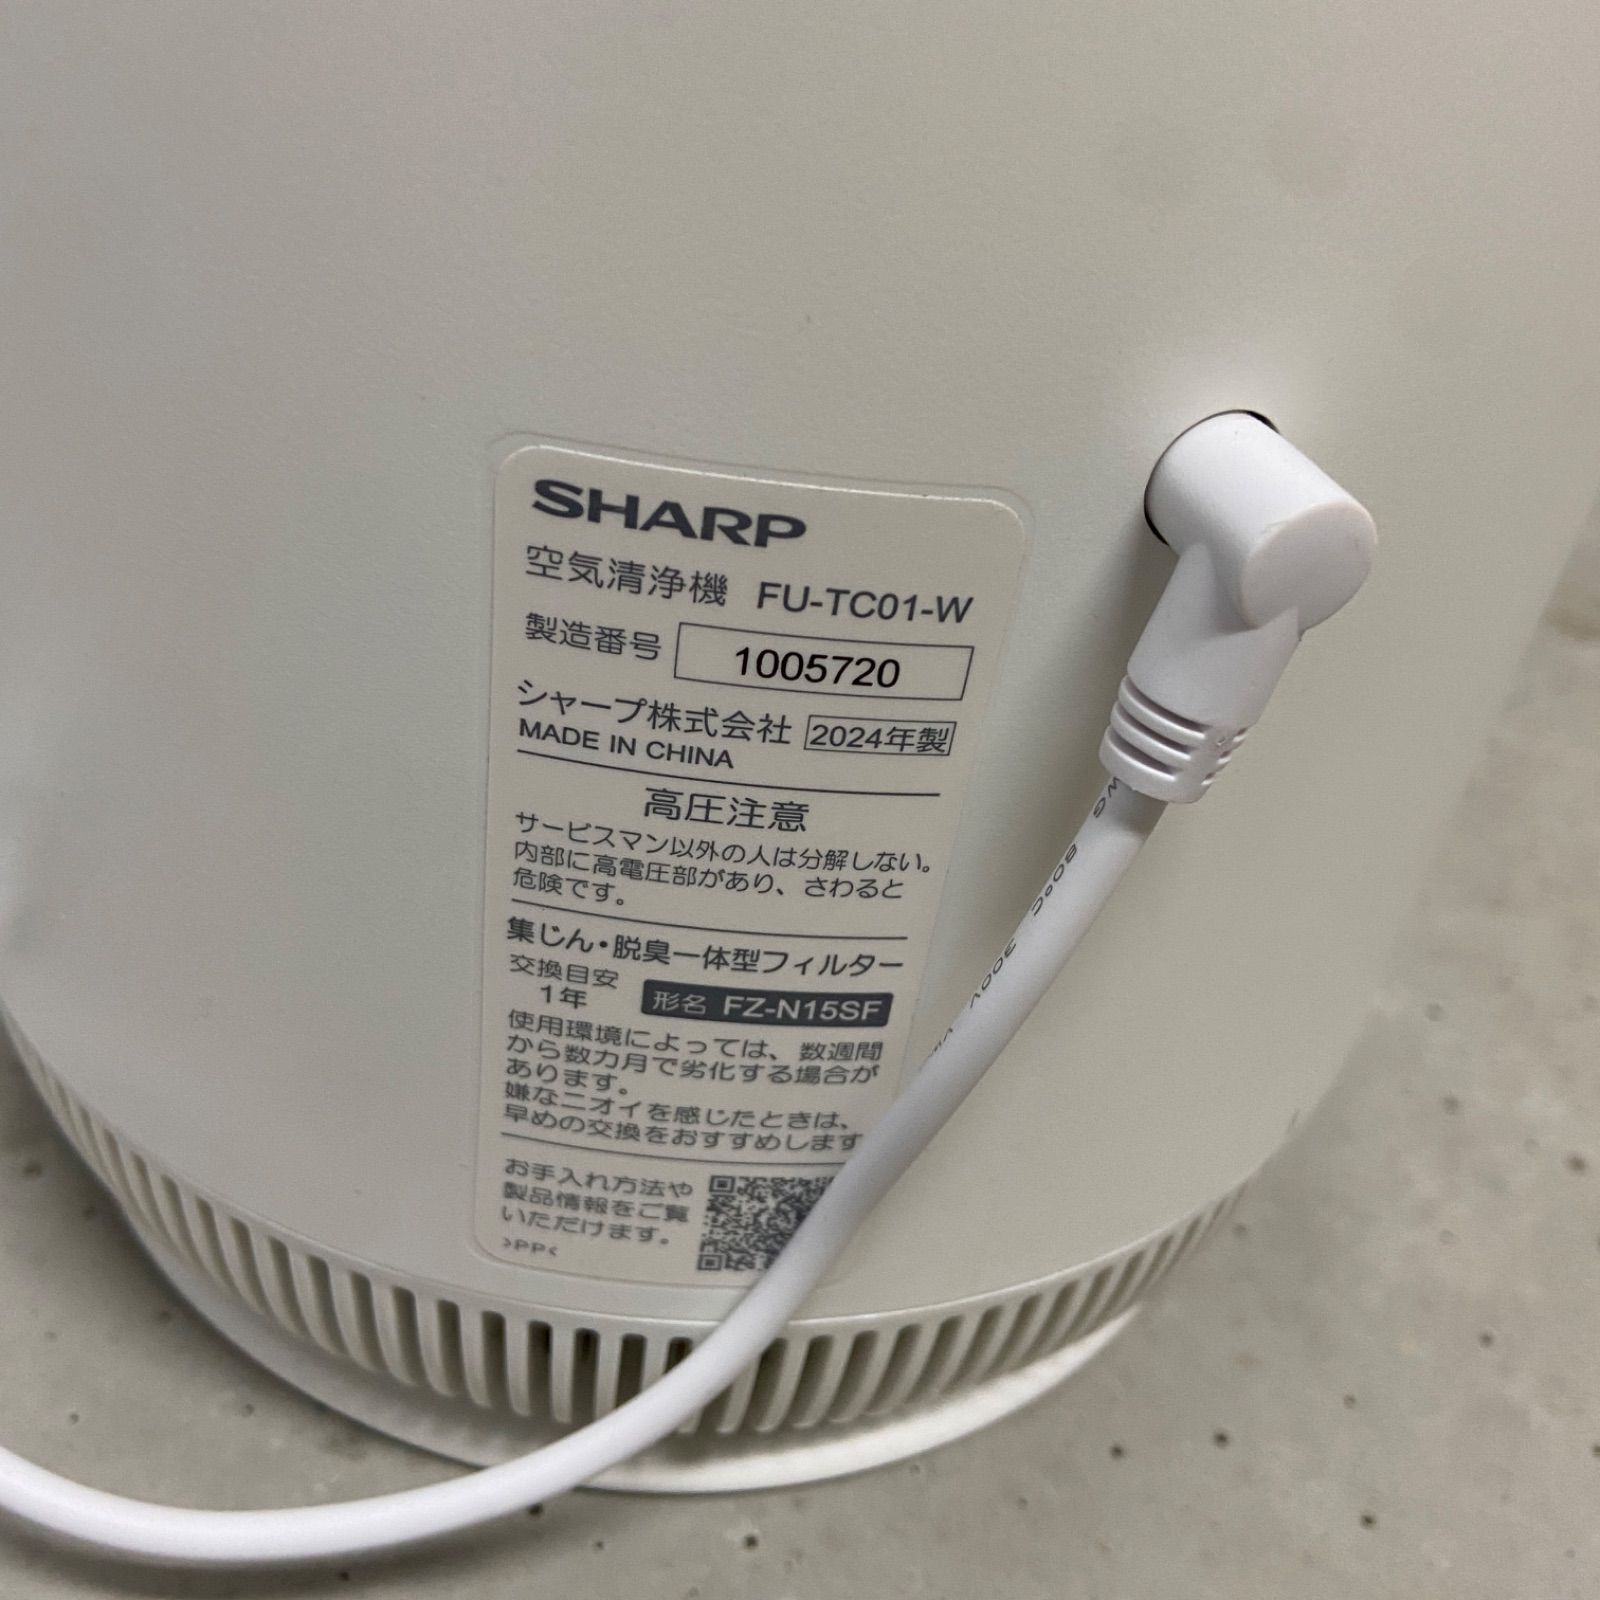 SHARP
空気清浄機 FU-TC01-W
製造番号 1005720
シャープ株式会社 2024年製
MADE IN CHINA
高圧注意
サービスマン以外の人は分解しない。
内部に高電圧部があり、さわると
危険です。
集じん・脱臭一体型フィルター
交換目安
1年 形名 FZ-N15SF
使用環境によっては、数週間
から数カ月で劣化する場合が
あります。
嫌なニオイを感じたときは、
早めの交換をおすすめします
お手入れ方法や
製品情報をご覧
いただけます。
>PP<
WG 80°C 300V